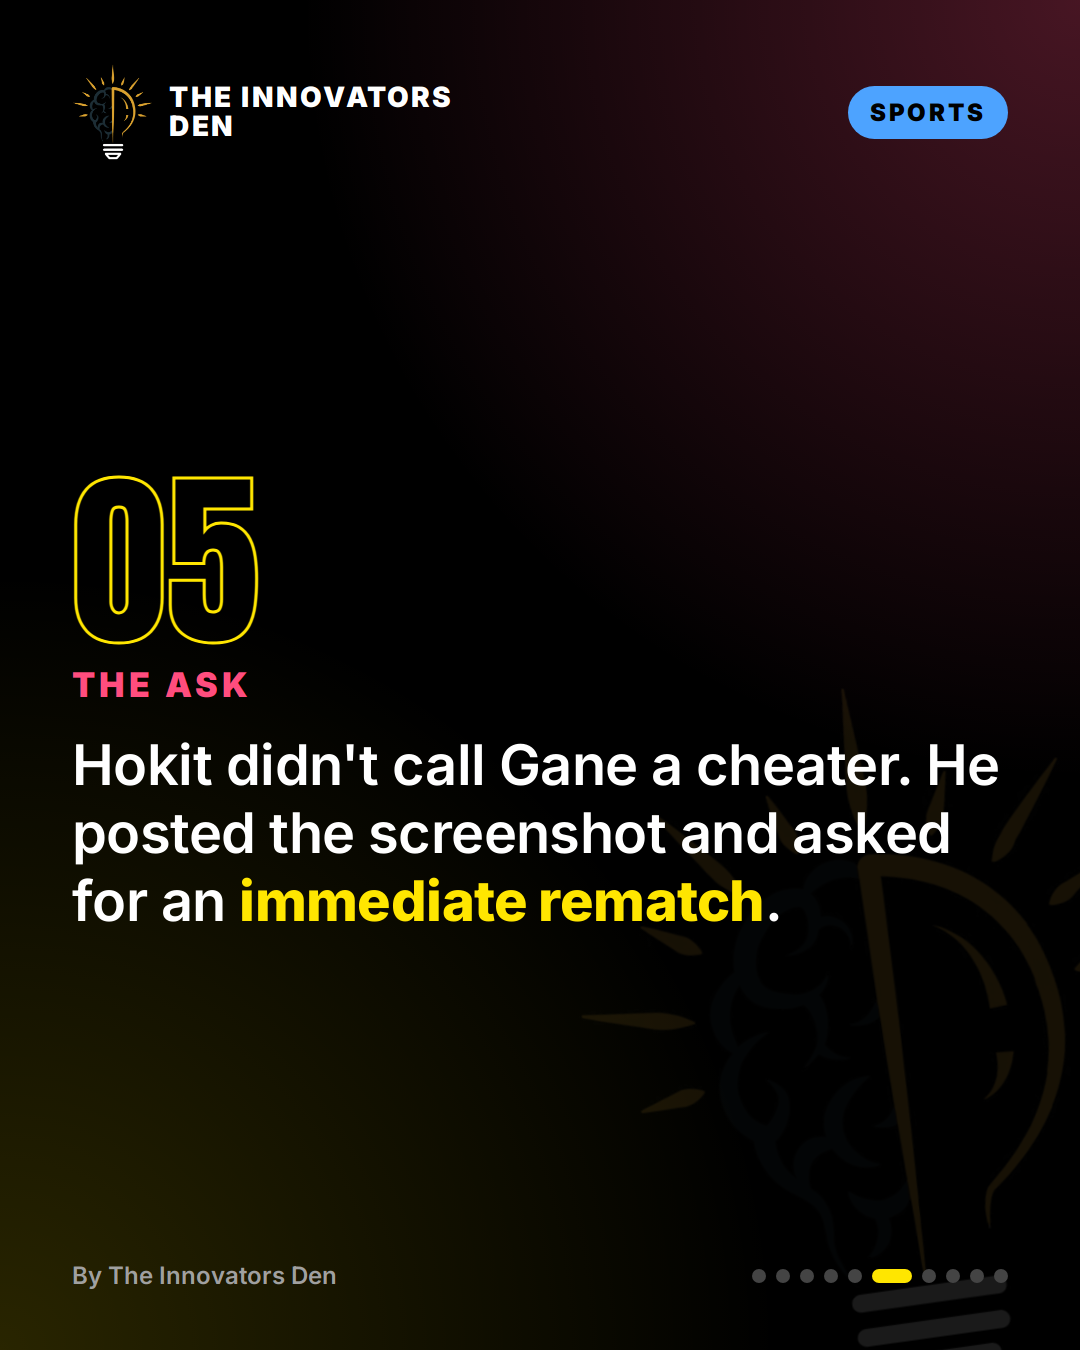 THE INNOVATORS
DEN
SPORTS
05
THE ASK
Hokit didn't call Gane a cheater. He
posted the screenshot and asked
for an immediate rematch.
By The Innovators Den